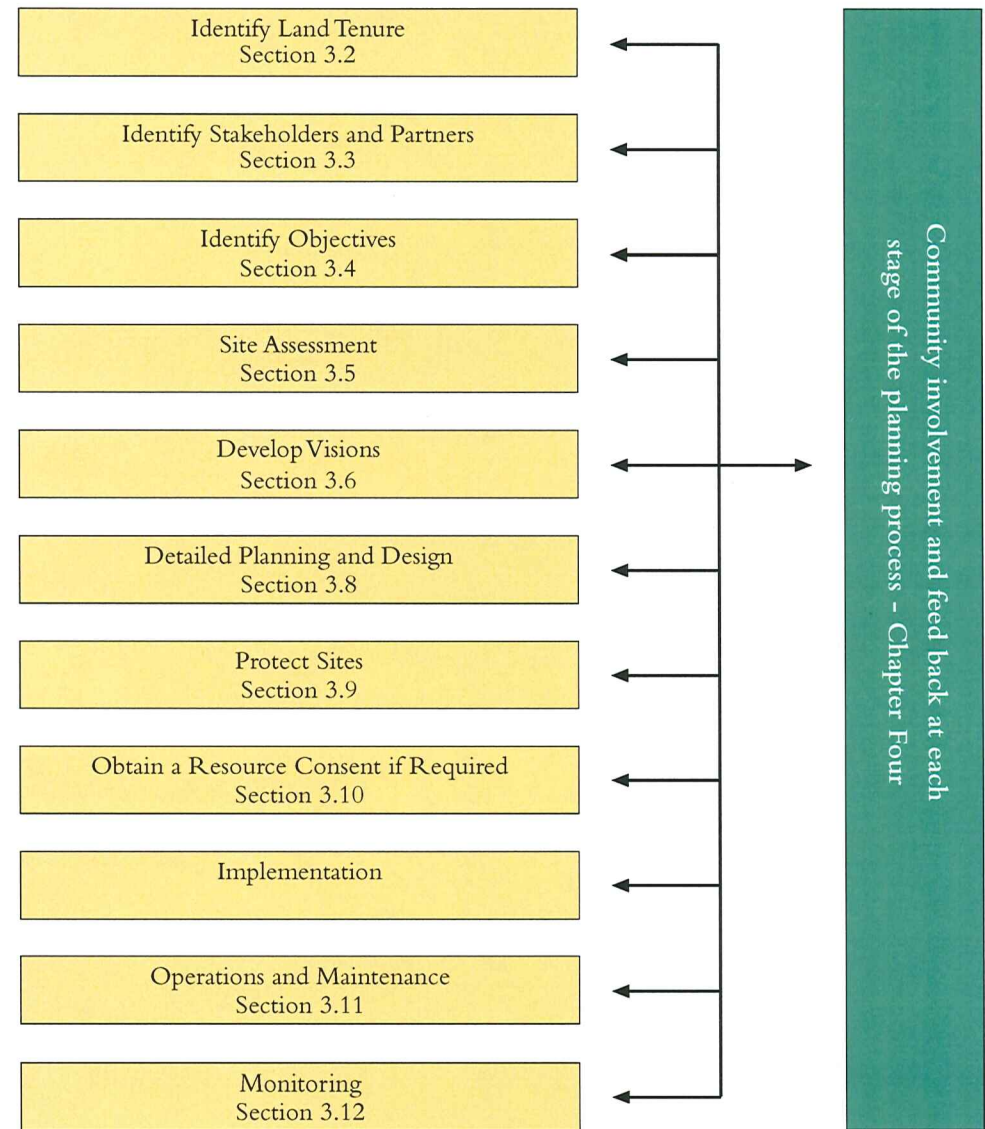 Identify Land Tenure
Section 3.2
Identify Stakeholders and Partners
Section 3.3
Identify Objectives
Section 3.4
Site Assessment
Section 3.5
Develop Visions
Section 3.6
Detailed Planning and Design
Section 3.8
Protect Sites
Section 3.9
Obtain a Resource Consent if Required
Section 3.10
Implementation
Operations and Maintenance
Section 3.11
Monitoring
Section 3.12
Community involvement and feed back at each
stage of the planning process - Chapter Four